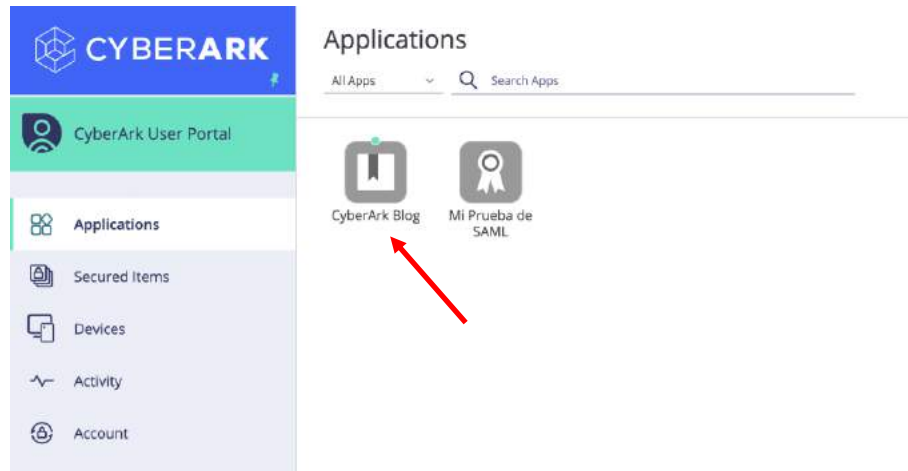 CYBERARK
CyberArk User Portal
Applications
Secured Items
Devices
Activity
Account
Applications
All Apps
Search Apps
CyberArk Blog
Mi Prueba de
SAML